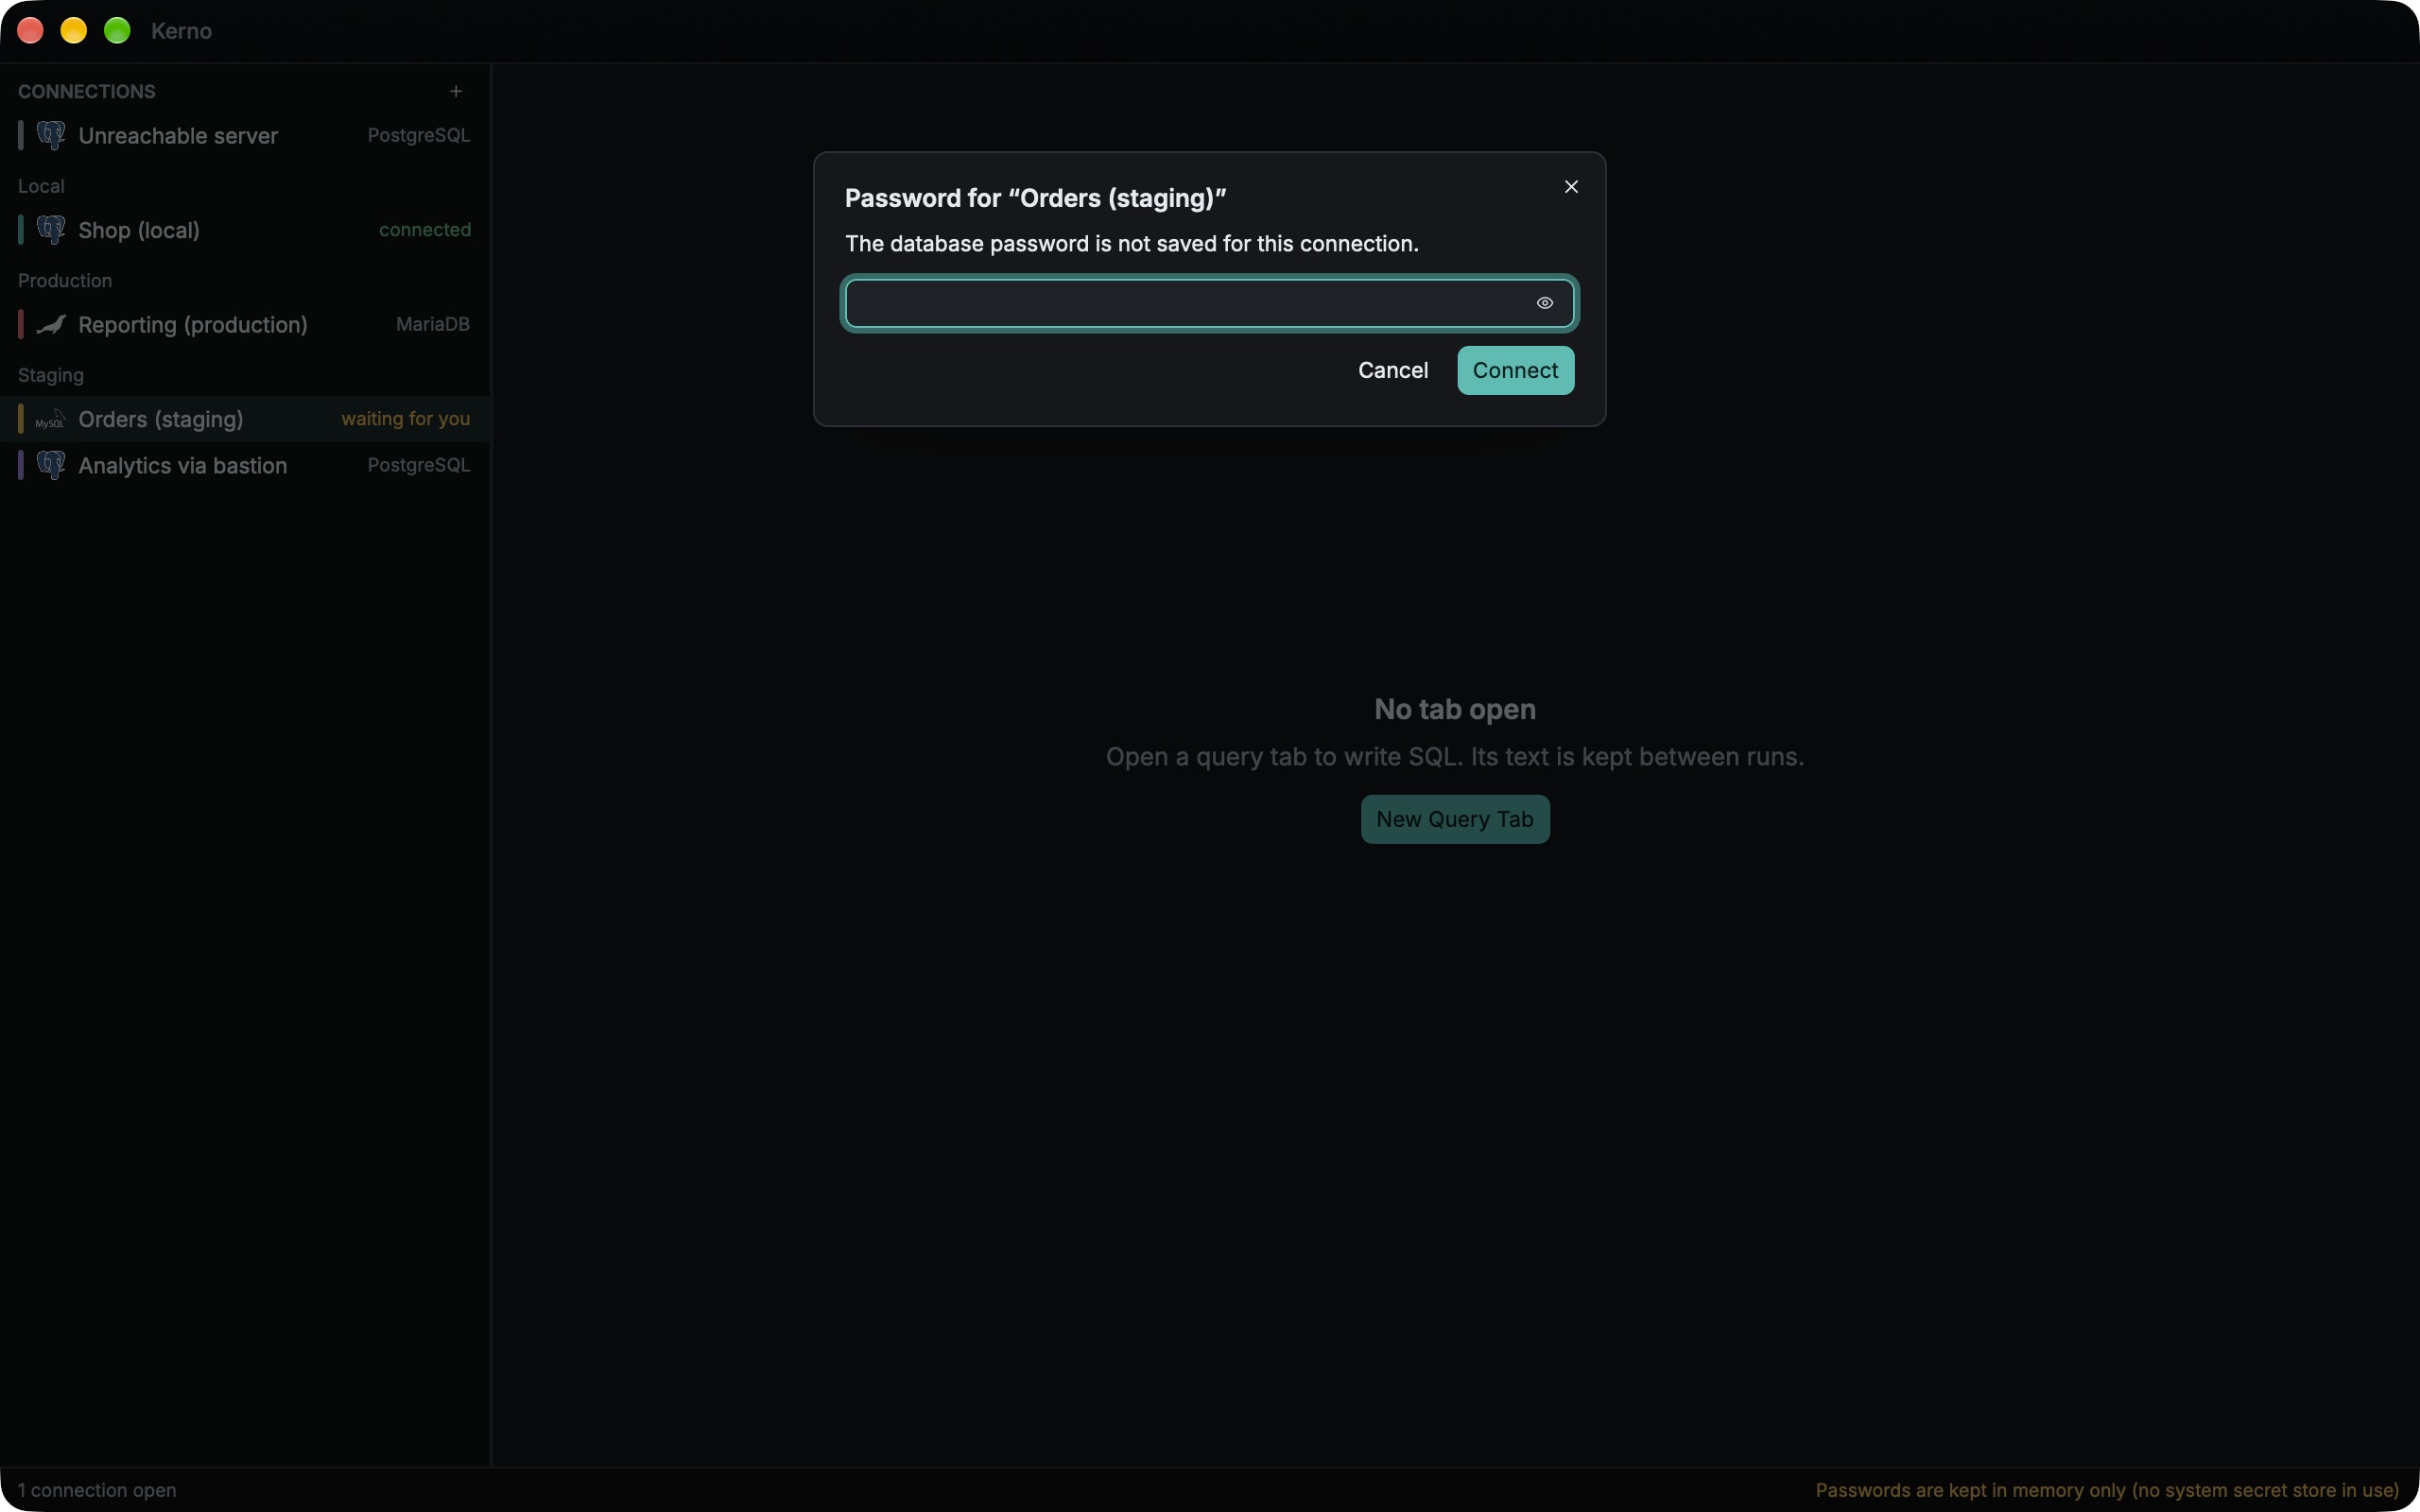 Kerno
CONNECTIONS
Unreachable server PostgreSQL
Local
Shop (local) connected
Production
Reporting (production) MariaDB
Staging
MySQL Orders (staging) waiting for you
Analytics via bastion PostgreSQL
Password for “Orders (staging)”
The database password is not saved for this connection.
Cancel Connect
No tab open
Open a query tab to write SQL. Its text is kept between runs.
New Query Tab
1 connection open
Passwords are kept in memory only (no system secret store in use)